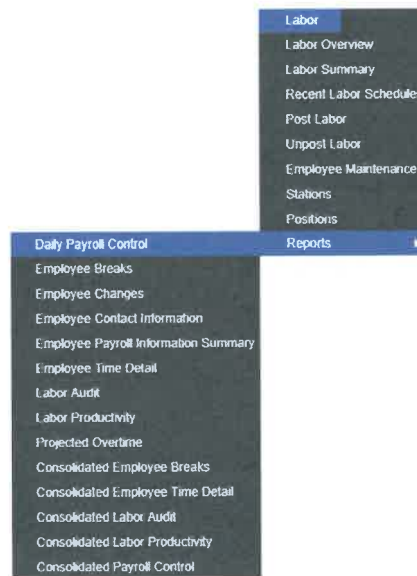 Labor
Labor Overview
Labor Summary
Recent Labor Schedules
Post Labor
Unpost Labor
Employee Maintenance
Stations
Positions
Reports
Daily Payroll Control
Employee Breaks
Employee Changes
Employee Contact Information
Employee Payroll Information Summary
Employee Time Detail
Labor Audit
Labor Productivity
Projected Overtime
Consolidated Employee Breaks
Consolidated Employee Time Detail
Consolidated Labor Audit
Consolidated Labor Productivity
Consolidated Payroll Control